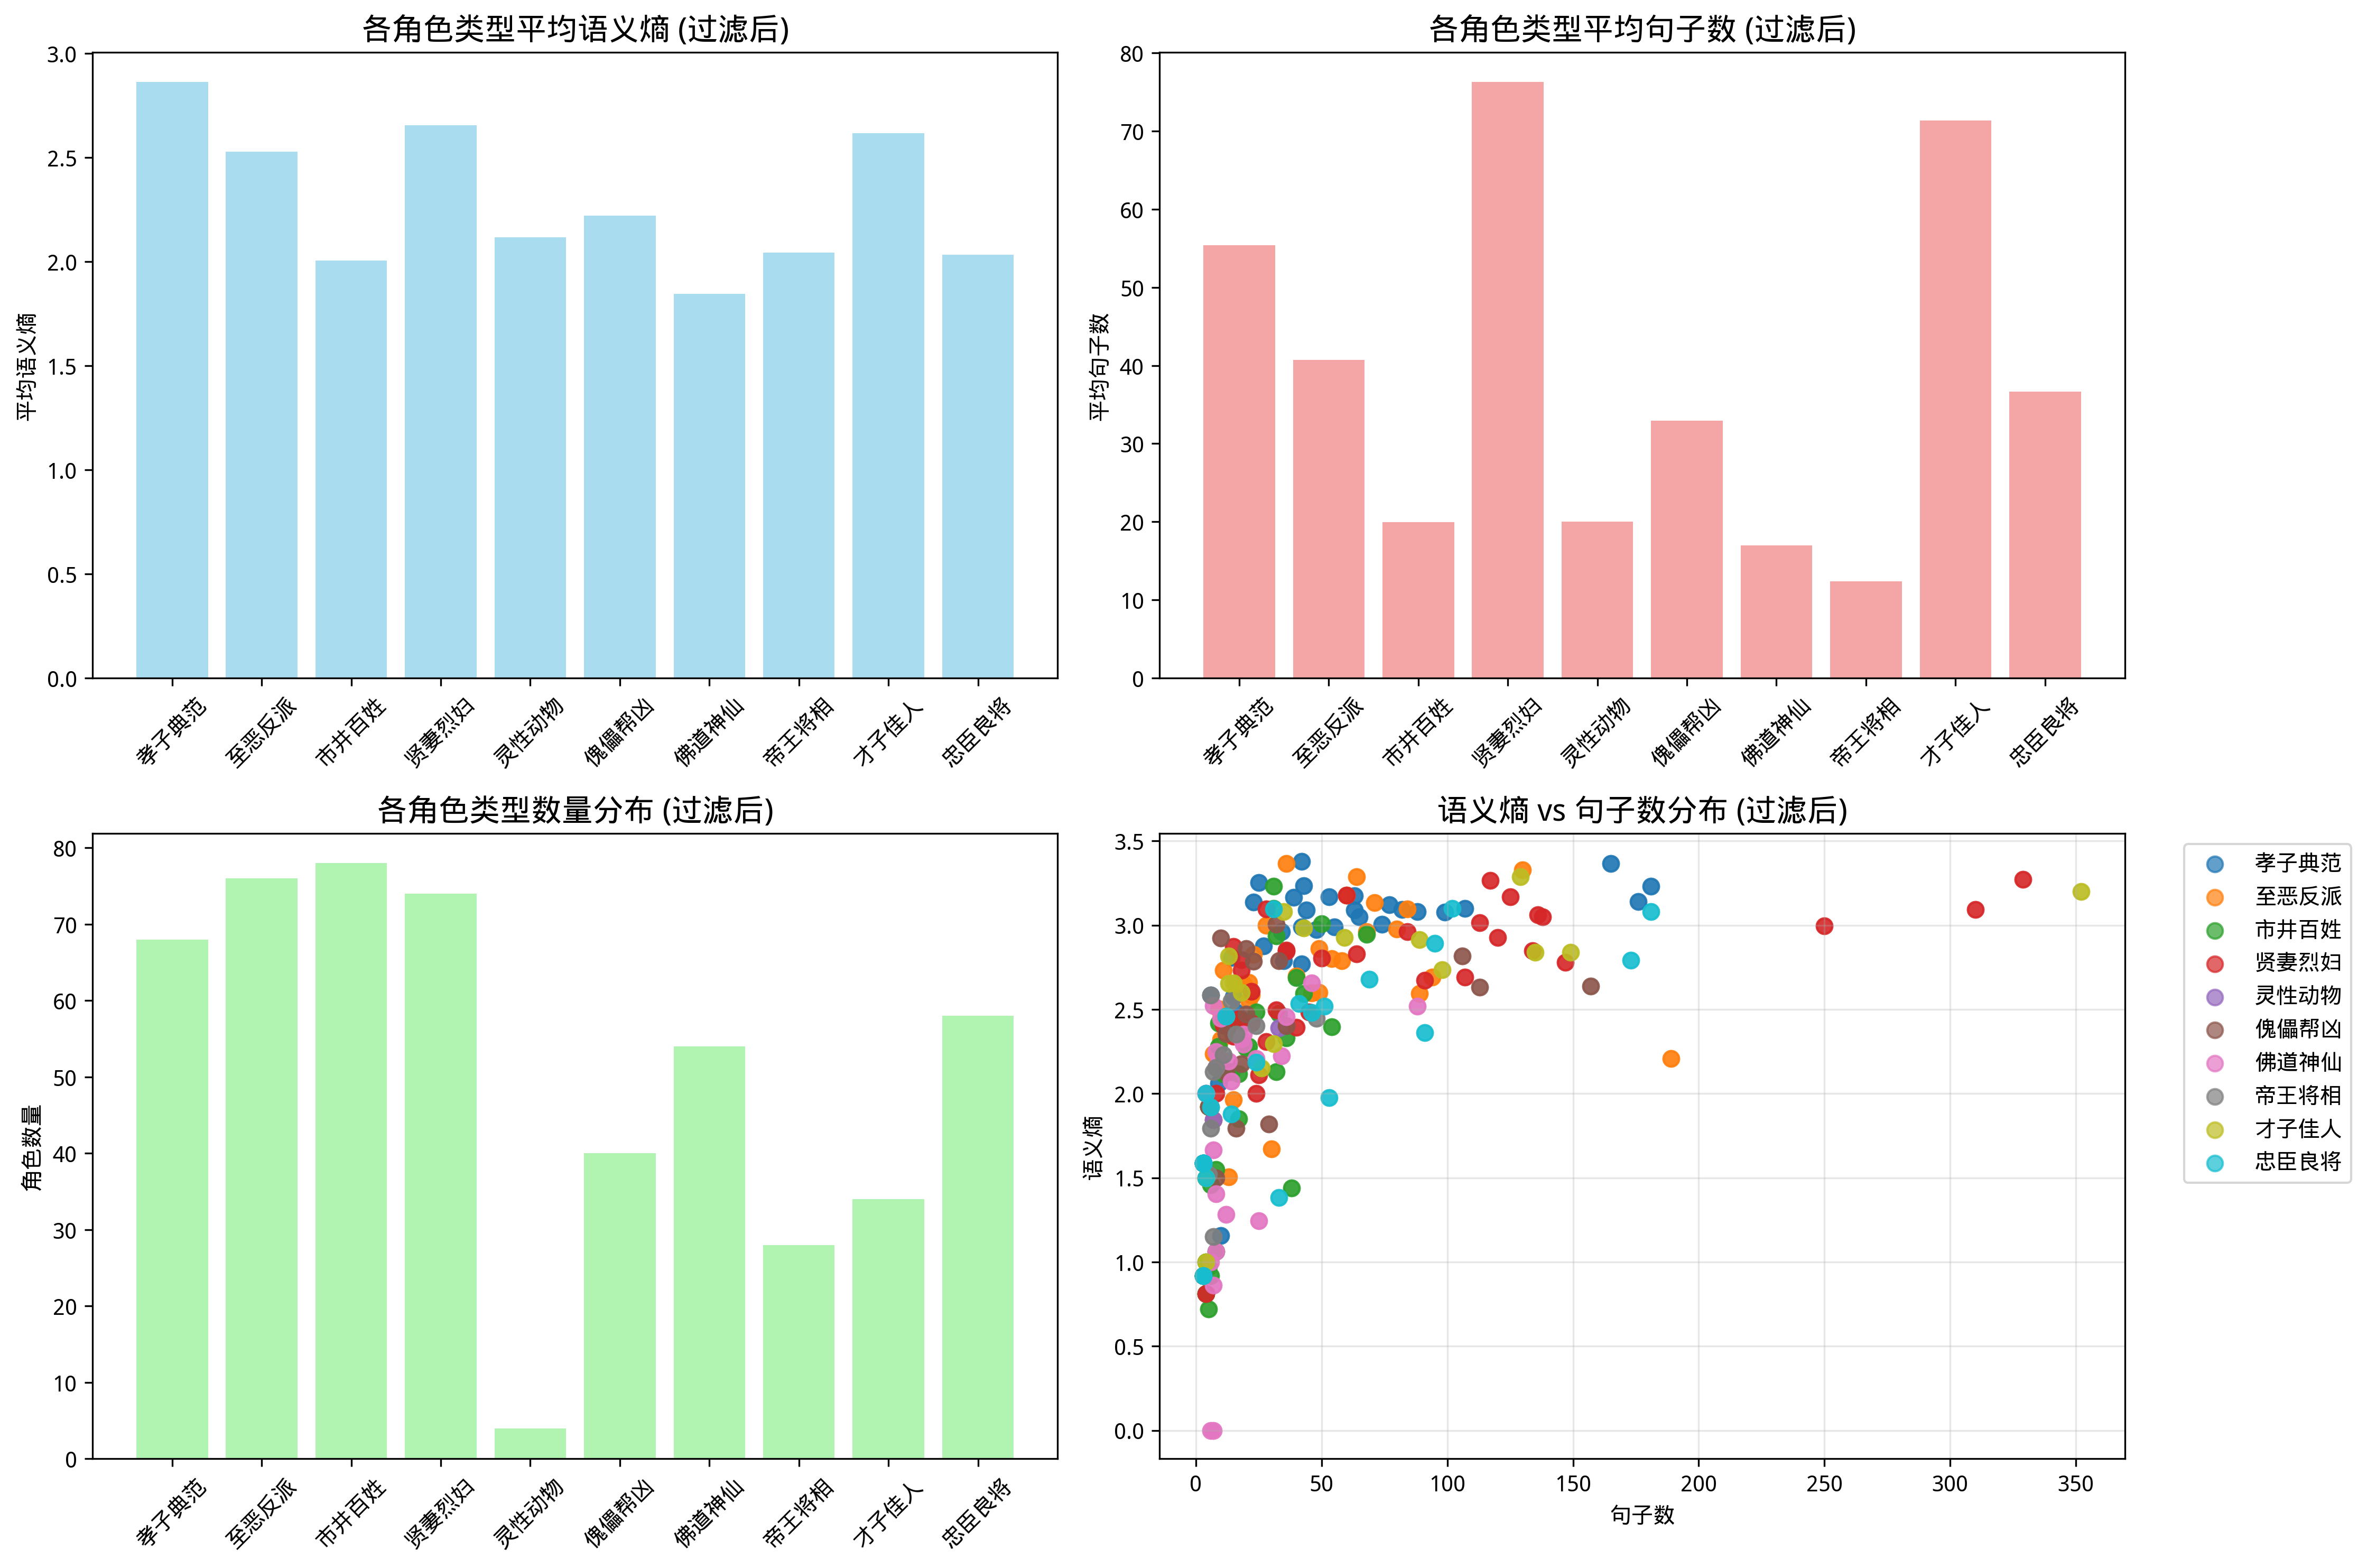 各角色类型平均语义熵 (过滤后)
平均语义熵
3.0
2.5
2.0
1.5
1.0
0.5
0.0
孝子典范
至恶反派
市井百姓
贤妻烈妇
灵性动物
傀儡帮凶
佛道神仙
帝王将相
才子佳人
忠臣良将
各角色类型平均句子数 (过滤后)
平均句子数
80
70
60
50
40
30
20
10
0
孝子典范
至恶反派
市井百姓
贤妻烈妇
灵性动物
傀儡帮凶
佛道神仙
帝王将相
才子佳人
忠臣良将
各角色类型数量分布 (过滤后)
角色数量
80
70
60
50
40
30
20
10
0
孝子典范
至恶反派
市井百姓
贤妻烈妇
灵性动物
傀儡帮凶
佛道神仙
帝王将相
才子佳人
忠臣良将
语义熵 vs 句子数分布 (过滤后)
语义熵
3.5
3.0
2.5
2.0
1.5
1.0
0.5
0.0
0
50
100
150
200
250
300
350
句子数
孝子典范
至恶反派
市井百姓
贤妻烈妇
灵性动物
傀儡帮凶
佛道神仙
帝王将相
才子佳人
忠臣良将